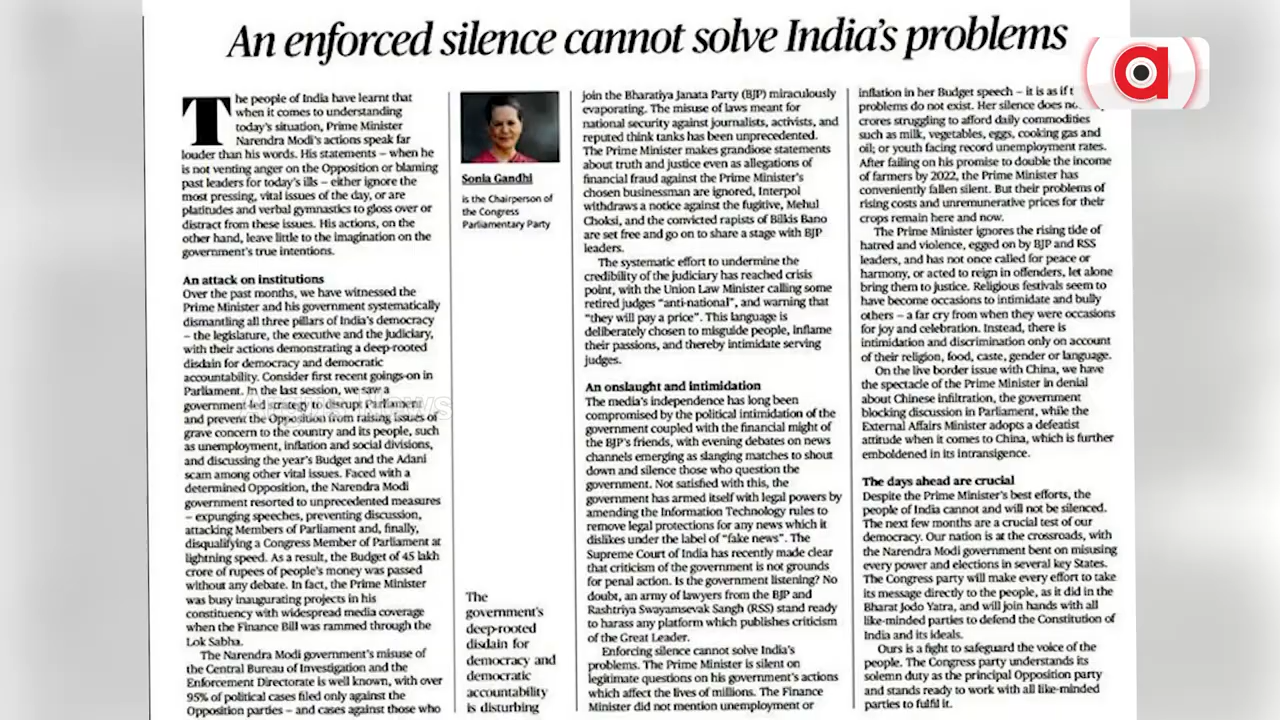 An enforced silence cannot solve India's problems
The people of India have learnt that
when it comes to understanding
today's situation, Prime Minister
Narendra Modi's actions speak far
louder than his words. His statements – when he
is not venting anger on the Opposition or blaming
past leaders for today's ills – either ignore the
most pressing, vital issues of the day, or are
platitudes and verbal gymnastics to gloss over or
distract from these issues. His actions, on the
other hand, leave little to the imagination on the
government's true intentions.
An attack on institutions
Over the past months, we have witnessed the
Prime Minister and his government systematically
dismantling all three pillars of India's democracy
– the legislature, the executive and the judiciary,
with their actions demonstrating a deep-rooted
disdain for democracy and democratic
accountability. Consider first recent goings-on in
Parliament. In the last session, we saw a
government-led strategy to disrupt Parliament
and prevent the Opposition from raising issues of
grave concern to the country and its people, such
as unemployment, inflation and social divisions,
and discussing the year's Budget and the Adani
scam among other vital issues. Faced with a
determined Opposition, the Narendra Modi
government resorted to unprecedented measures
– expunging speeches, preventing discussion,
attacking Members of Parliament and, finally,
disqualifying a Congress Member of Parliament at
lightning speed. As a result, the Budget of 45 lakh
crore of rupees of people's money was passed
without any debate. In fact, the Prime Minister
was busy inaugurating projects in his
constituency with widespread media coverage
when the Finance Bill was rammed through the
Lok Sabha.
The Narendra Modi government's misuse of
the Central Bureau of Investigation and the
Enforcement Directorate is well known, with over
95% of political cases filed only against the
Opposition parties – and cases against those who
Sonia Gandhi
is the Chairperson of
the Congress
Parliamentary Party
The
government's
deep-rooted
disdain for
democracy and
democratic
accountability
is disturbing
join the Bharatiya Janata Party (BJP) miraculously
evaporating. The misuse of laws meant for
national security against journalists, activists, and
reputed think tanks has been unprecedented.
The Prime Minister makes grandiose statements
about truth and justice even as allegations of
financial fraud against the Prime Minister's
chosen businessman are ignored, Interpol
withdraws a notice against the fugitive, Mehul
Choksi, and the convicted rapists of Bilkis Bano
are set free and go on to share a stage with BJP
leaders.
The systematic effort to undermine the
credibility of the judiciary has reached crisis
point, with the Union Law Minister calling some
retired judges "anti-national", and warning that
"they will pay a price". This language is
deliberately chosen to misguide people, inflame
their passions, and thereby intimidate serving
judges.
An onslaught and intimidation
The media's independence has long been
compromised by the political intimidation of the
government coupled with the financial might of
the BJP's friends, with evening debates on news
channels emerging as slanging matches to shout
down and silence those who question the
government. Not satisfied with this, the
government has armed itself with legal powers by
amending the Information Technology rules to
remove legal protections for any news which it
dislikes under the label of "fake news". The
Supreme Court of India has recently made clear
that criticism of the government is not grounds
for penal action. Is the government listening? No
doubt, an army of lawyers from the BJP and
Rashtriya Swayamsevak Sangh (RSS) stand ready
to harass any platform which publishes criticism
of the Great Leader.
Enforcing silence cannot solve India's
problems. The Prime Minister is silent on
legitimate questions on his government's actions
which affect the lives of millions. The Finance
Minister did not mention unemployment or
inflation in her Budget speech – it is as if
problems do not exist. Her silence does
crores struggling to afford daily commodities
such as milk, vegetables, eggs, cooking gas and
oil; or youth facing record unemployment rates.
After failing on his promise to double the income
of farmers by 2022, the Prime Minister has
conveniently fallen silent. But their problems of
rising costs and unremunerative prices for their
crops remain here and now.
The Prime Minister ignores the rising tide of
hatred and violence, egged on by BJP and RSS
leaders, and has not once called for peace or
harmony, or acted to reign in offenders, let alone
bring them to justice. Religious festivals seem to
have become occasions to intimidate and bully
others – a far cry from when they were occasions
for joy and celebration. Instead, there is
intimidation and discrimination only on account
of their religion, food, caste, gender or language.
On the live border issue with China, we have
the spectacle of the Prime Minister in denial
about Chinese infiltration, the government
blocking discussion in Parliament, while the
External Affairs Minister adopts a defeatist
attitude when it comes to China, which is further
emboldened in its intransigence.
The days ahead are crucial
Despite the Prime Minister's best efforts, the
people of India cannot and will not be silenced.
The next few months are a crucial test of our
democracy. Our nation is at the crossroads, with
the Narendra Modi government bent on misusing
every power and elections in several key States.
The Congress party will make every effort to take
its message directly to the people, as it did in the
Bharat Jodo Yatra, and will join hands with all
like-minded parties to defend the Constitution of
India and its ideals.
Ours is a fight to safeguard the voice of the
people. The Congress party understands its
solemn duty as the principal Opposition party
and stands ready to work with all like-minded
parties to fulfil it.
a